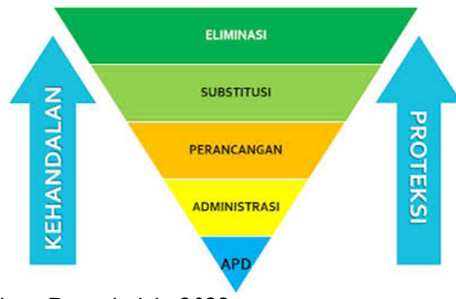 ELIMINASI
SUBSTITUSI
PERANCANGAN
ADMINISTRASI
APD
KEHANDALAN
PROTEKSI